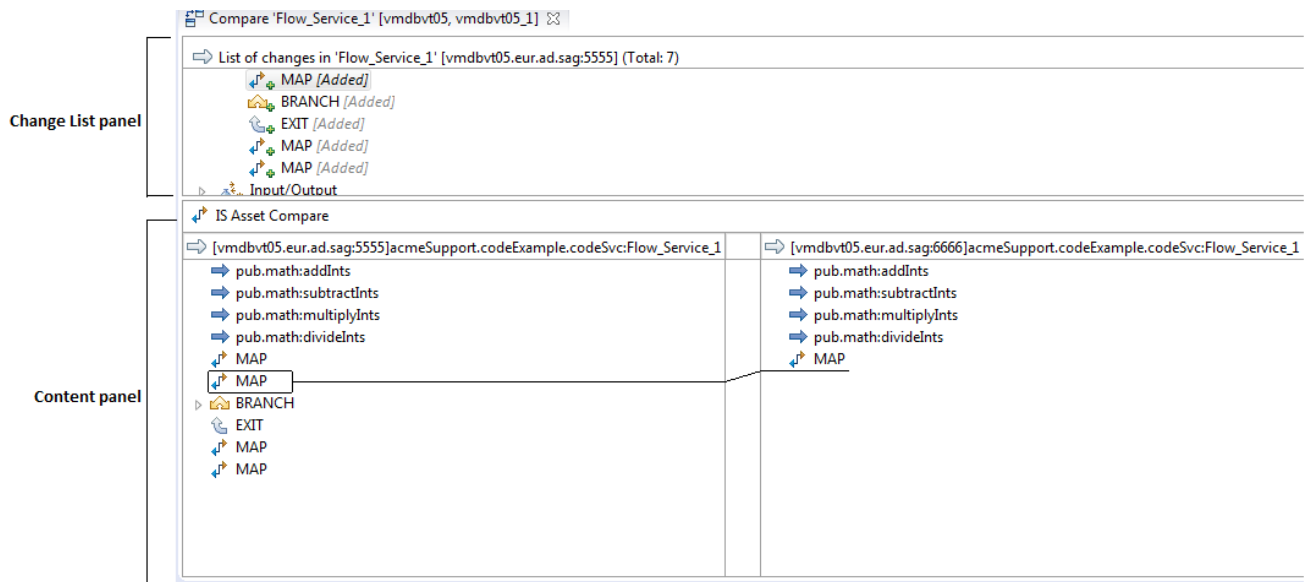 Compare 'Flow_Service_1' [vmdbvt05, vmdbvt05_1]
List of changes in 'Flow_Service_1' [vmdbvt05.eur.ad.sag:5555] (Total: 7)
MAP [Added]
BRANCH [Added]
Change List panel
EXIT [Added]
MAP [Added]
MAP [Added]
Input/Output
IS Asset Compare
[vmdbvt05.eur.ad.sag:5555]acmeSupport.codeExample.codeSvc:Flow_Service_1
pub.math:addInts
pub.math:subtractInts
pub.math:multiplyInts
pub.math:divideInts
MAP
MAP
Content panel
BRANCH
EXIT
MAP
MAP
[vmdbvt05.eur.ad.sag:6666]acmeSupport.codeExample.codeSvc:Flow_Service_1
pub.math:addInts
pub.math:subtractInts
pub.math:multiplyInts
pub.math:divideInts
MAP